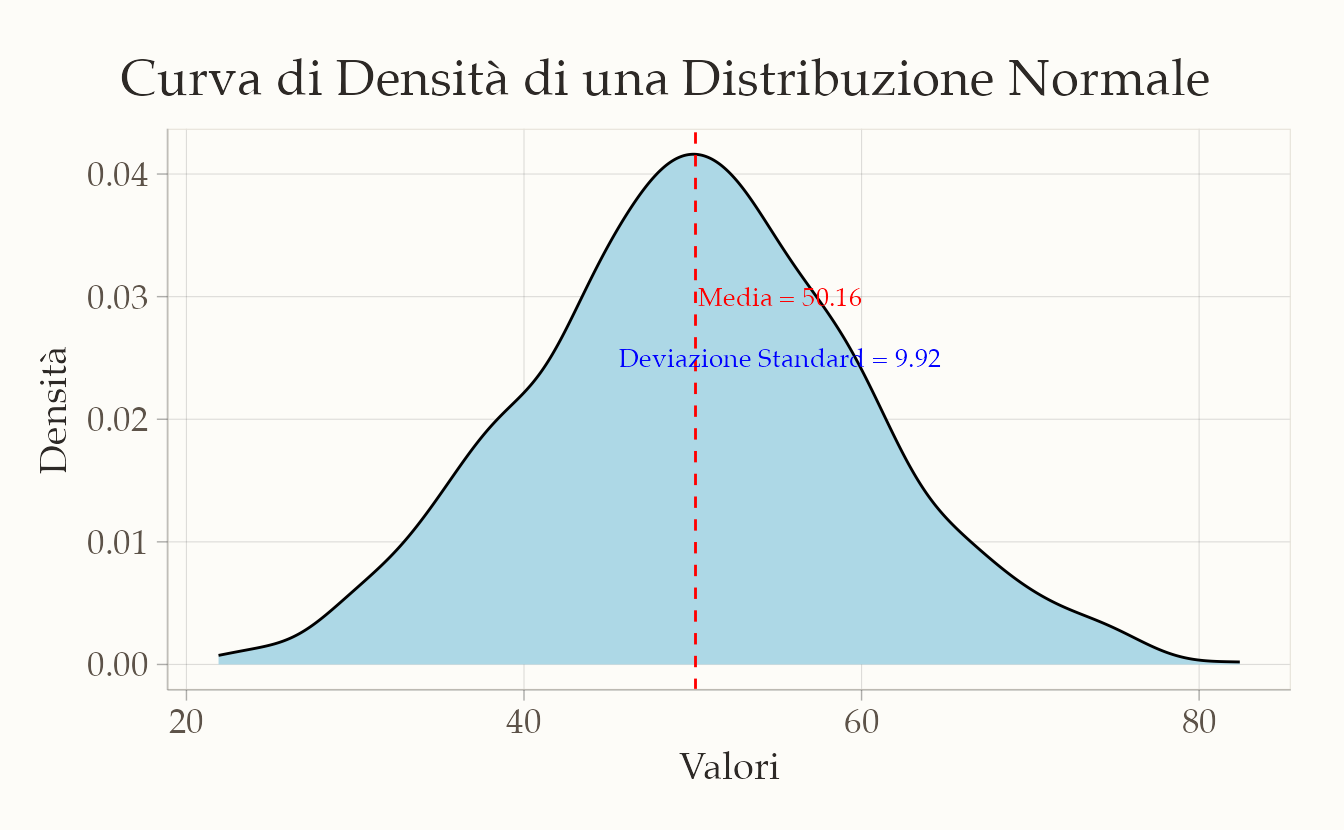 Curva di Densità di una Distribuzione Normale
Densità
0.04
0.03
0.02
0.01
0.00
Media = 50.16
Deviazione Standard = 9.92
20 40 60 80
Valori